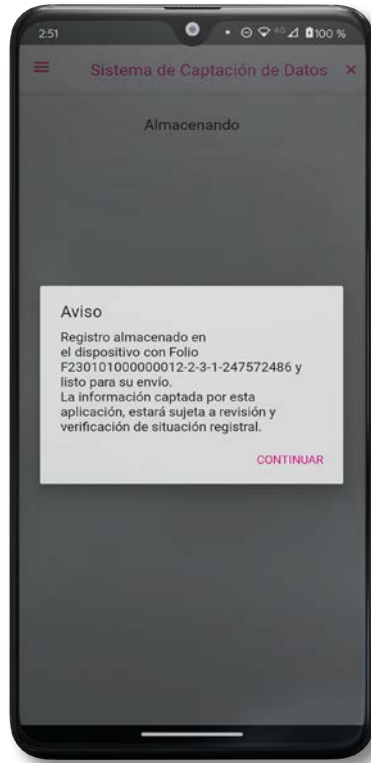 2:51
4G
100 %
Sistema de Captación de Datos ×
Almacenando
Aviso
Registro almacenado en
el dispositivo con Folio
F230101000000012-2-3-1-247572486 y
listo para su envío.
La información captada por esta
aplicación, estará sujeta a revisión y
verificación de situación registral.
CONTINUAR